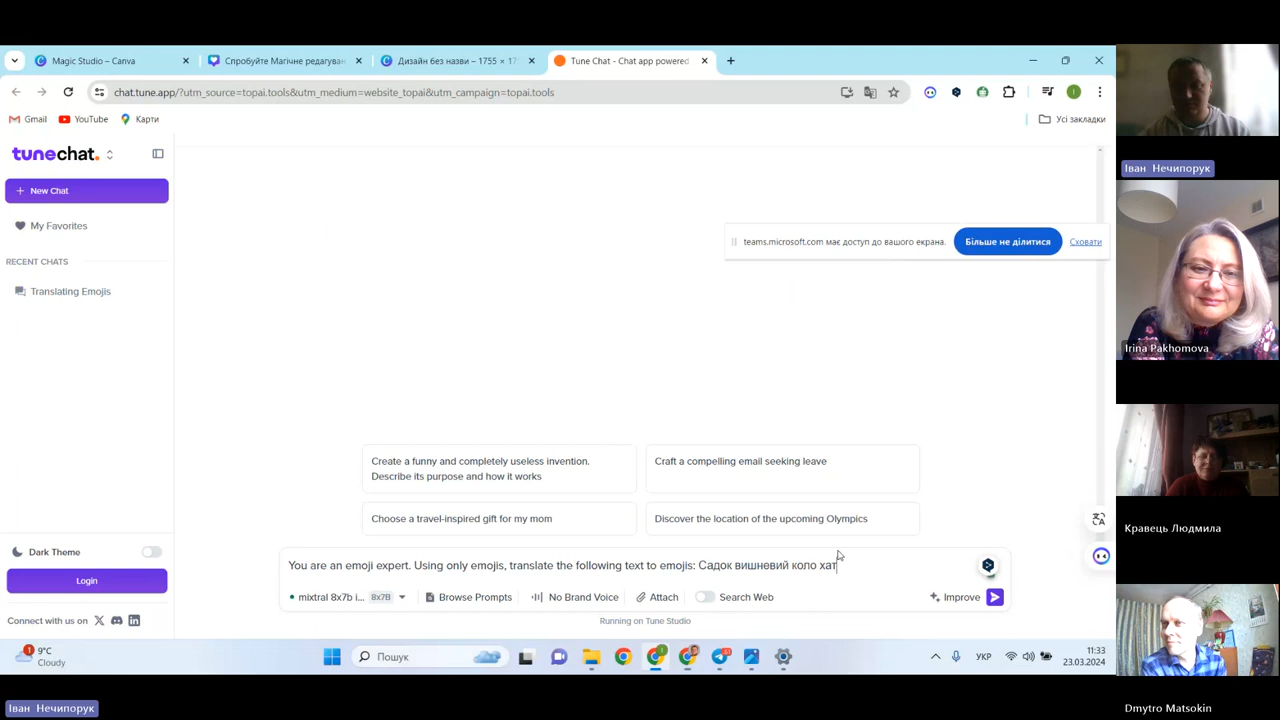 Magic Studio – Canva
Спробуйте Магічне редагуван
Дизайн без назви – 1755 × 17
Tune Chat - Chat app powered
chat.tune.app/?utm_source=topai.tools&utm_medium=website_topai&utm_campaign=topai.tools
Gmail
YouTube
Карти
Усі закладки
tunechat.
New Chat
My Favorites
RECENT CHATS
Translating Emojis
teams.microsoft.com має доступ до вашого екрана.
Більше не ділитися
Сховати
Create a funny and completely useless invention.
Describe its purpose and how it works
Craft a compelling email seeking leave
Choose a travel-inspired gift for my mom
Discover the location of the upcoming Olympics
You are an emoji expert. Using only emojis, translate the following text to emojis: Садок вишневий коло хат
mixtral 8x7b i... 8x7B
Browse Prompts
No Brand Voice
Attach
Search Web
Improve
Running on Tune Studio
Dark Theme
Login
Connect with us on
1
9°C
Cloudy
Пошук
УКР
11:33
23.03.2024
Іван Нечипорук
Irina Pakhomova
Кравець Людмила
Dmytro Matsokin
Іван Нечипорук